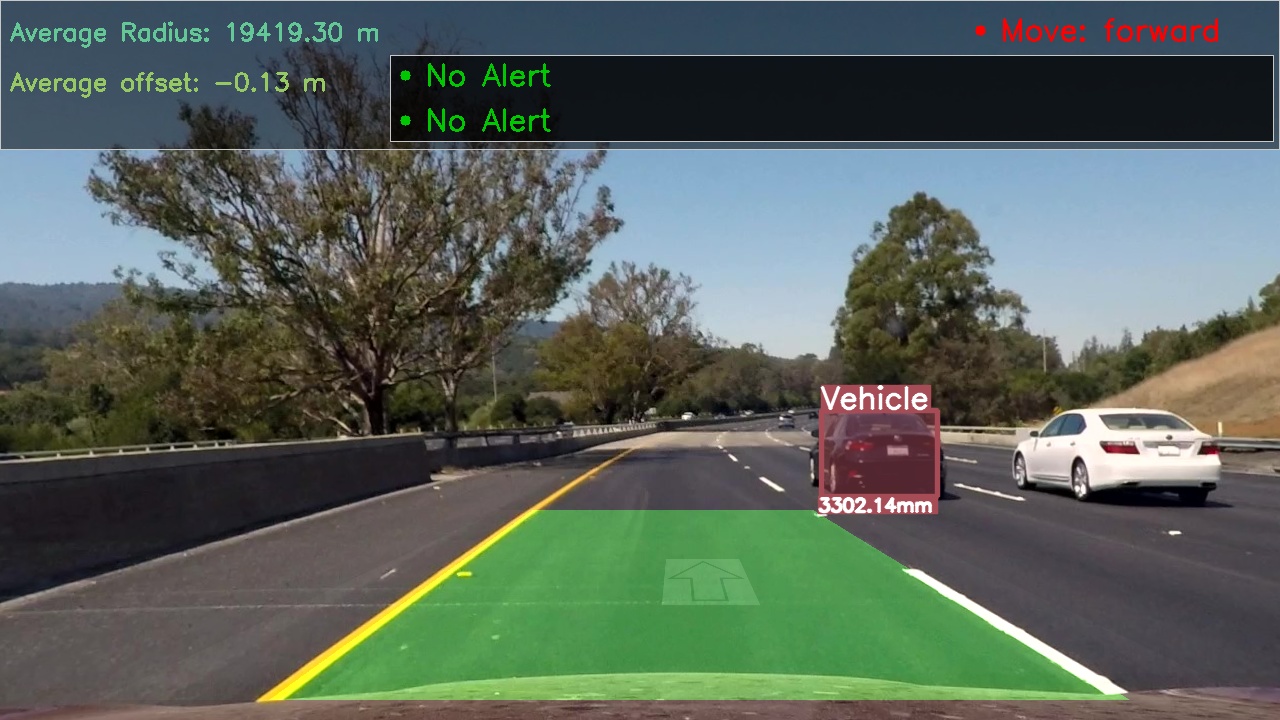 Average Radius: 19419.30 m
• Move: forward
Average offset: -0.13 m
• No Alert
• No Alert
Vehicle
3302.14mm